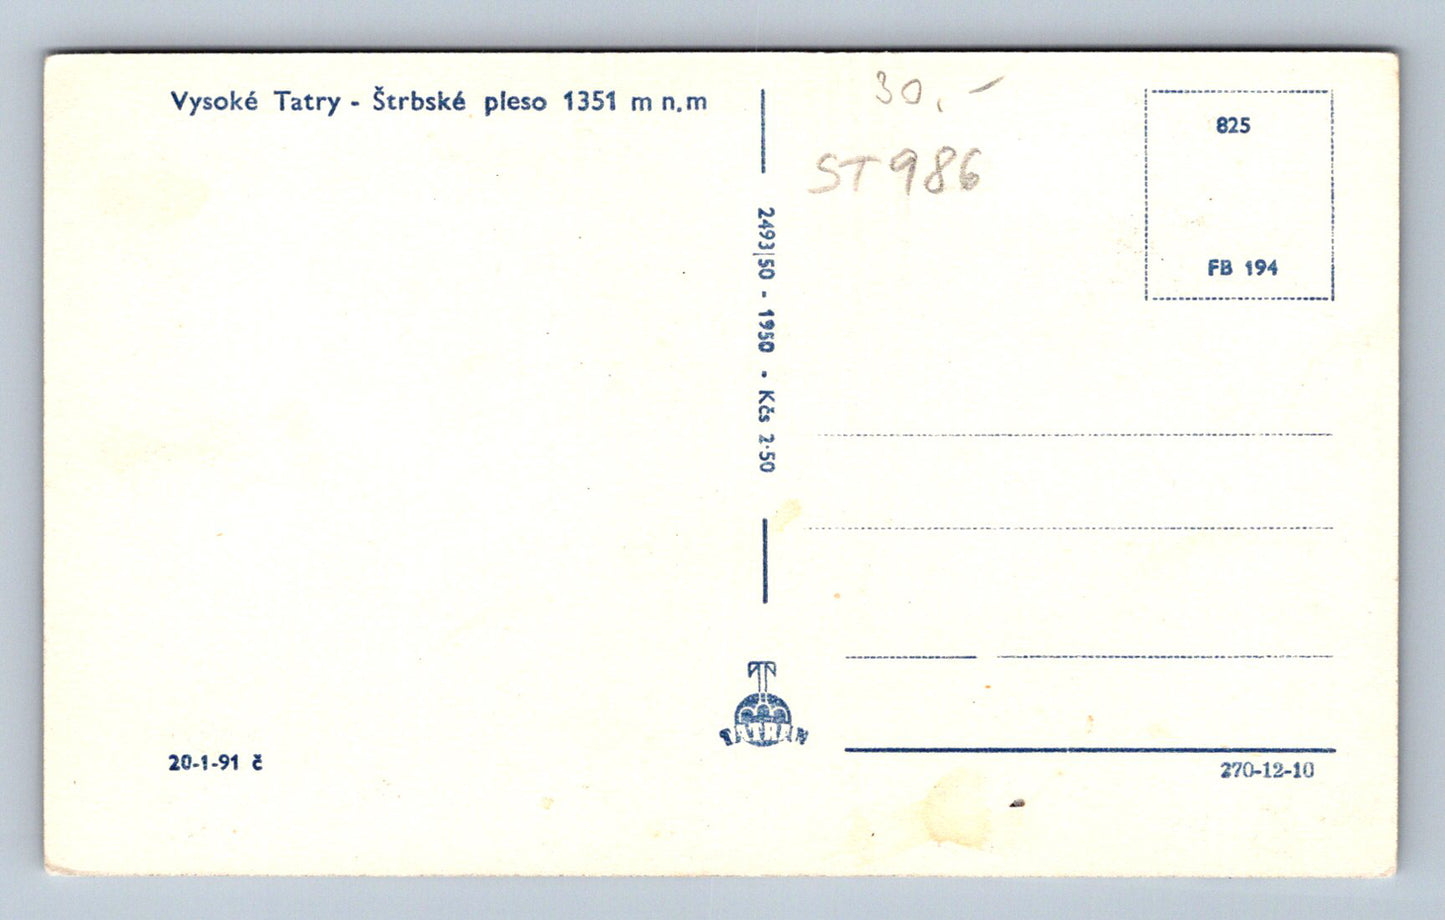 Vysoké Tatry - Štrbské pleso 1351 m n.m
30,-
ST986
825
FB 194
2493|50 - 1950 - Kčs 2·50
TATRAN
20-1-91 č
270-12-10